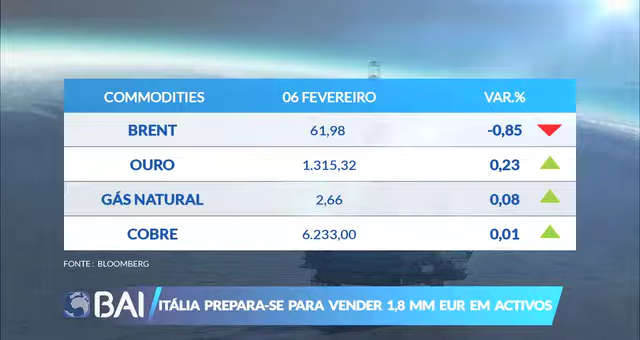 COMMODITIES 06 FEVEREIRO VAR.%
BRENT 61,98 -0,85
OURO 1.315,32 0,23
GÁS NATURAL 2,66 0,08
COBRE 6.233,00 0,01
FONTE : BLOOMBERG
BAI ITÁLIA PREPARA-SE PARA VENDER 1,8 MM EUR EM ACTIVOS